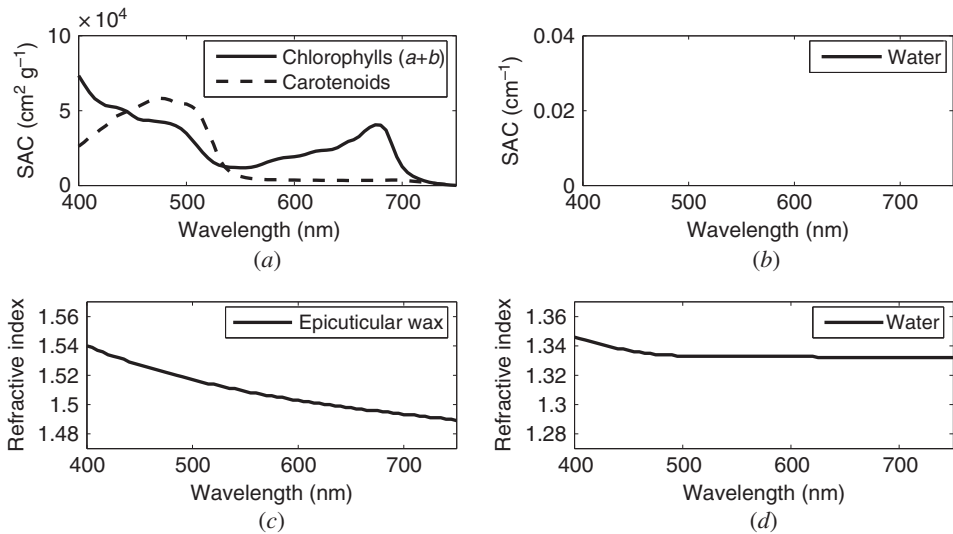 × 10⁴
10
5
0
SAC (cm² g⁻¹)
Chlorophylls (a+b)
Carotenoids
400 500 600 700
Wavelength (nm)
(a)
0.04
0.02
0
SAC (cm⁻¹)
Water
400 500 600 700
Wavelength (nm)
(b)
1.56
1.54
1.52
1.5
1.48
Refractive index
Epicuticular wax
400 500 600 700
Wavelength (nm)
(c)
1.36
1.34
1.32
1.3
1.28
Refractive index
Water
400 500 600 700
Wavelength (nm)
(d)